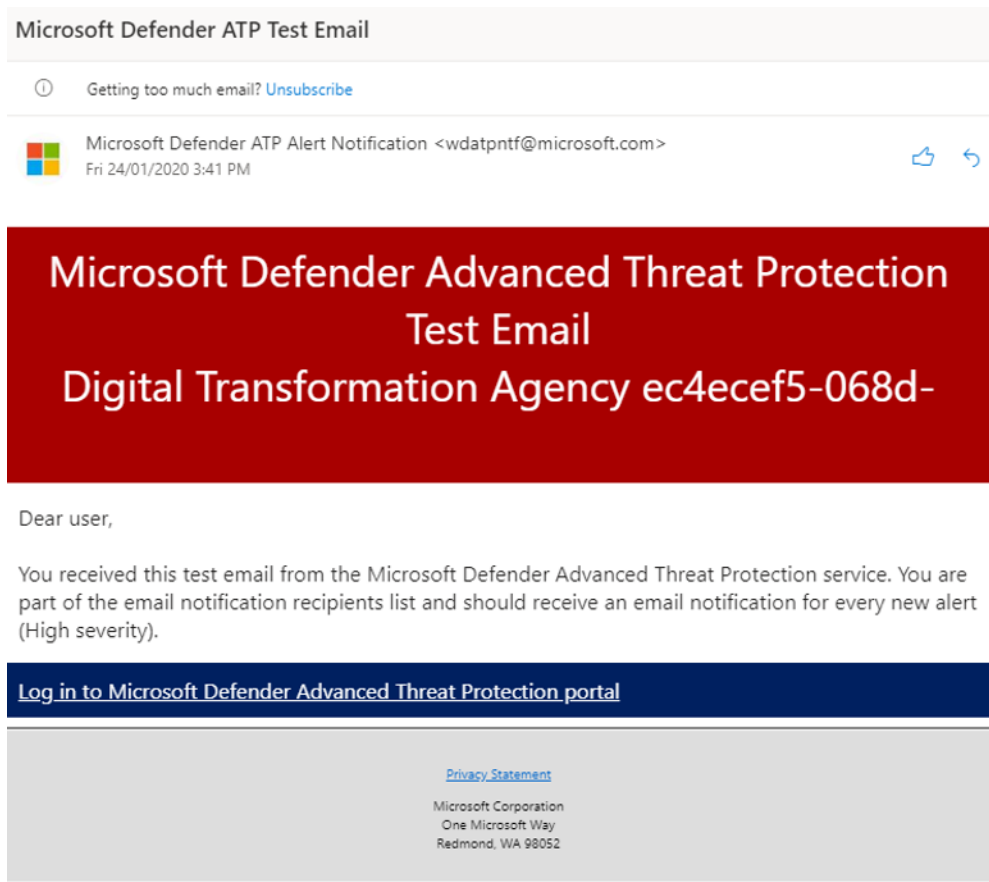 Microsoft Defender ATP Test Email
Getting too much email? Unsubscribe
Microsoft Defender ATP Alert Notification <wdatpntf@microsoft.com>
Fri 24/01/2020 3:41 PM
Microsoft Defender Advanced Threat Protection
Test Email
Digital Transformation Agency ec4ecef5-068d-
Dear user,
You received this test email from the Microsoft Defender Advanced Threat Protection service. You are
part of the email notification recipients list and should receive an email notification for every new alert
(High severity).
Log in to Microsoft Defender Advanced Threat Protection portal
Privacy Statement
Microsoft Corporation
One Microsoft Way
Redmond, WA 98052